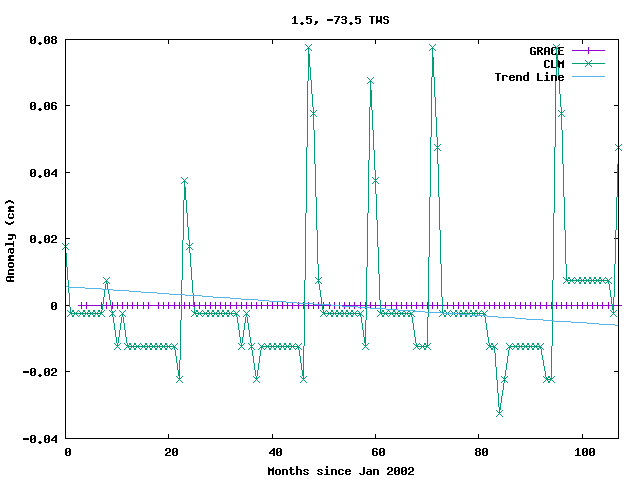 1.5, -73.5 TWS
0.08
0.06
0.04
0.02
0
-0.02
-0.04
Anomaly (cm)
GRACE
CLM
Trend Line
0 20 40 60 80 100
Months since Jan 2002